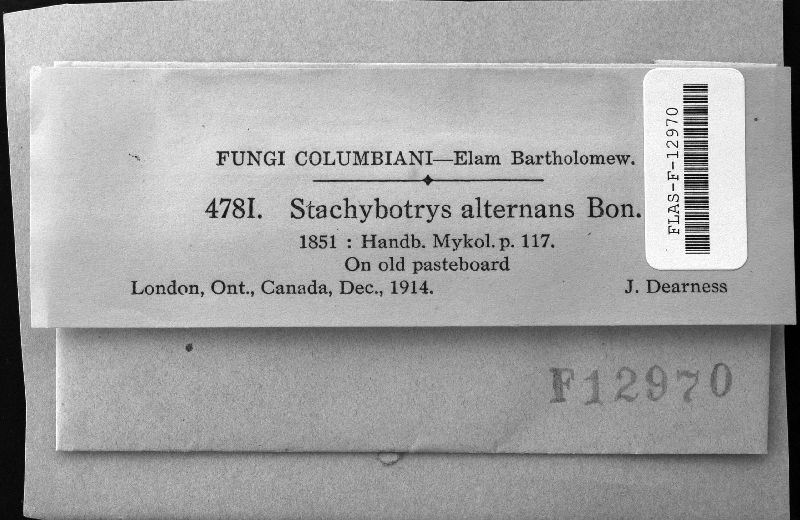 FUNGI COLUMBIANI—Elam Bartholomew.
478I. Stachybotrys alternans Bon.
1851 : Handb. Mykol. p. 117.
On old pasteboard
London, Ont., Canada, Dec., 1914. J. Dearness
FLAS-F-12970
F12970